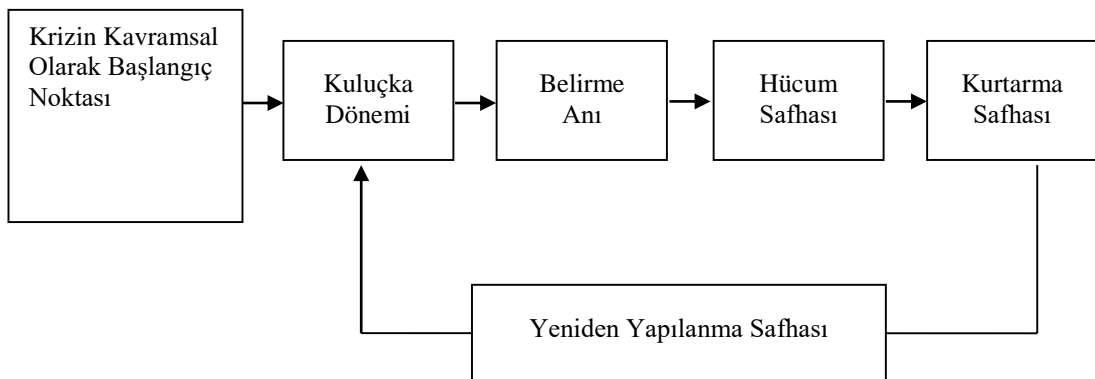 Krizin Kavramsal
Olarak Başlangıç
Noktası
Kuluçka
Dönemi
Belirme
Anı
Hücum
Safhası
Kurtarma
Safhası
Yeniden Yapılanma Safhası